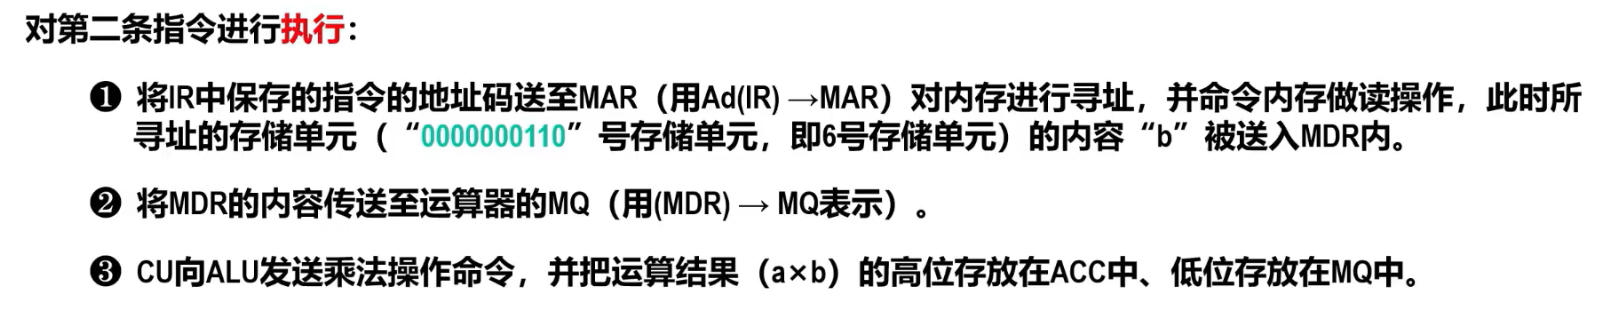 对第二条指令进行执行：
❶ 将IR中保存的指令的地址码送至MAR（用Ad(IR) →MAR）对内存进行寻址，并命令内存做读操作，此时所
寻址的存储单元（“0000000110”号存储单元，即6号存储单元）的内容“b”被送入MDR内。
❷ 将MDR的内容传送至运算器的MQ（用(MDR) → MQ表示）。
❸ CU向ALU发送乘法操作命令，并把运算结果（a×b）的高位存放在ACC中、低位存放在MQ中。